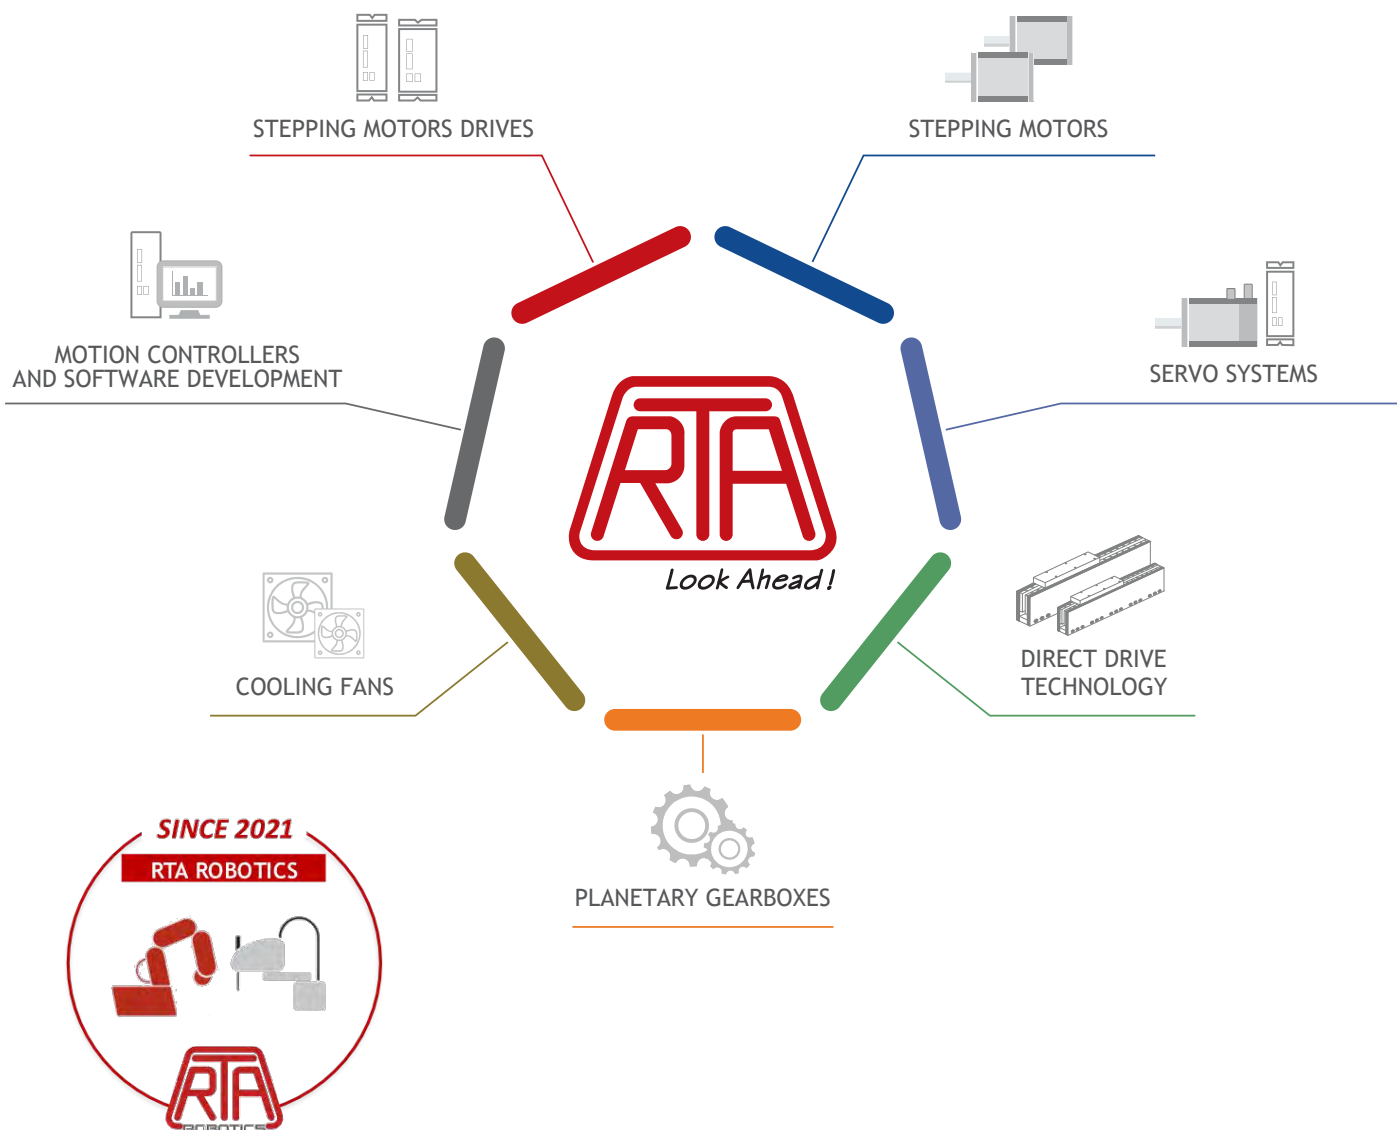 STEPPING MOTORS DRIVES
STEPPING MOTORS
MOTION CONTROLLERS
AND SOFTWARE DEVELOPMENT
SERVO SYSTEMS
RTA
Look Ahead!
COOLING FANS
DIRECT DRIVE
TECHNOLOGY
PLANETARY GEARBOXES
SINCE 2021
RTA ROBOTICS
RTA
ROBOTICS